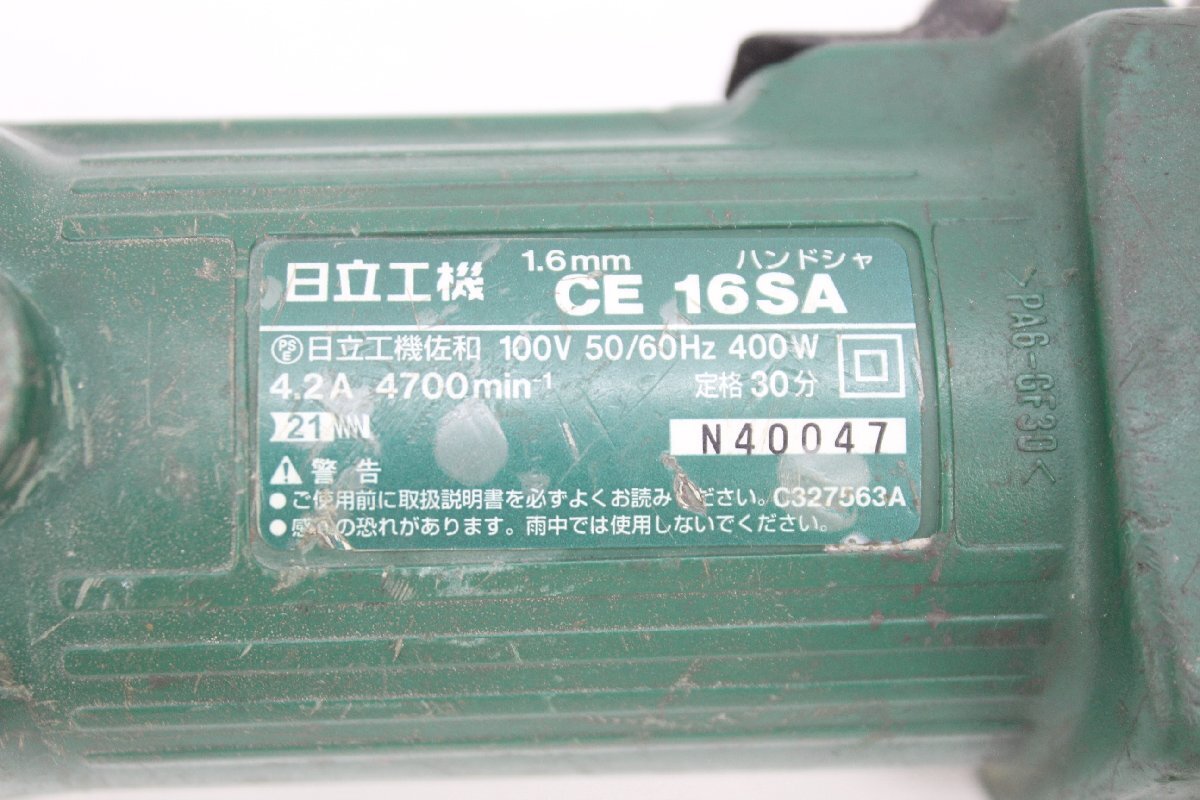 日立工機 1.6mm CE 16SA ハンドシャ
PSE 日立工機佐和 100V 50/60Hz 400W
4.2A 4700min⁻¹ 定格30分
21
N40047
警告
●ご使用前に取扱説明書を必ずよくお読みください。C327563A
●感電の恐れがあります。雨中では使用しないでください。
>PA6-GF30<